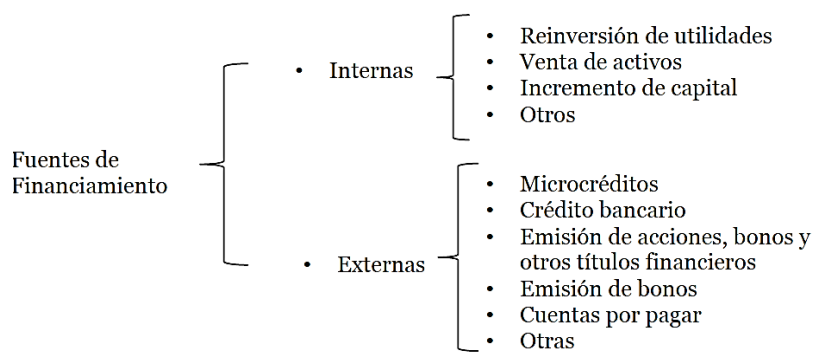 Fuentes de
Financiamiento
• Internas
• Reinversión de utilidades
• Venta de activos
• Incremento de capital
• Otros
• Externas
• Microcréditos
• Crédito bancario
• Emisión de acciones, bonos y
otros títulos financieros
• Emisión de bonos
• Cuentas por pagar
• Otras